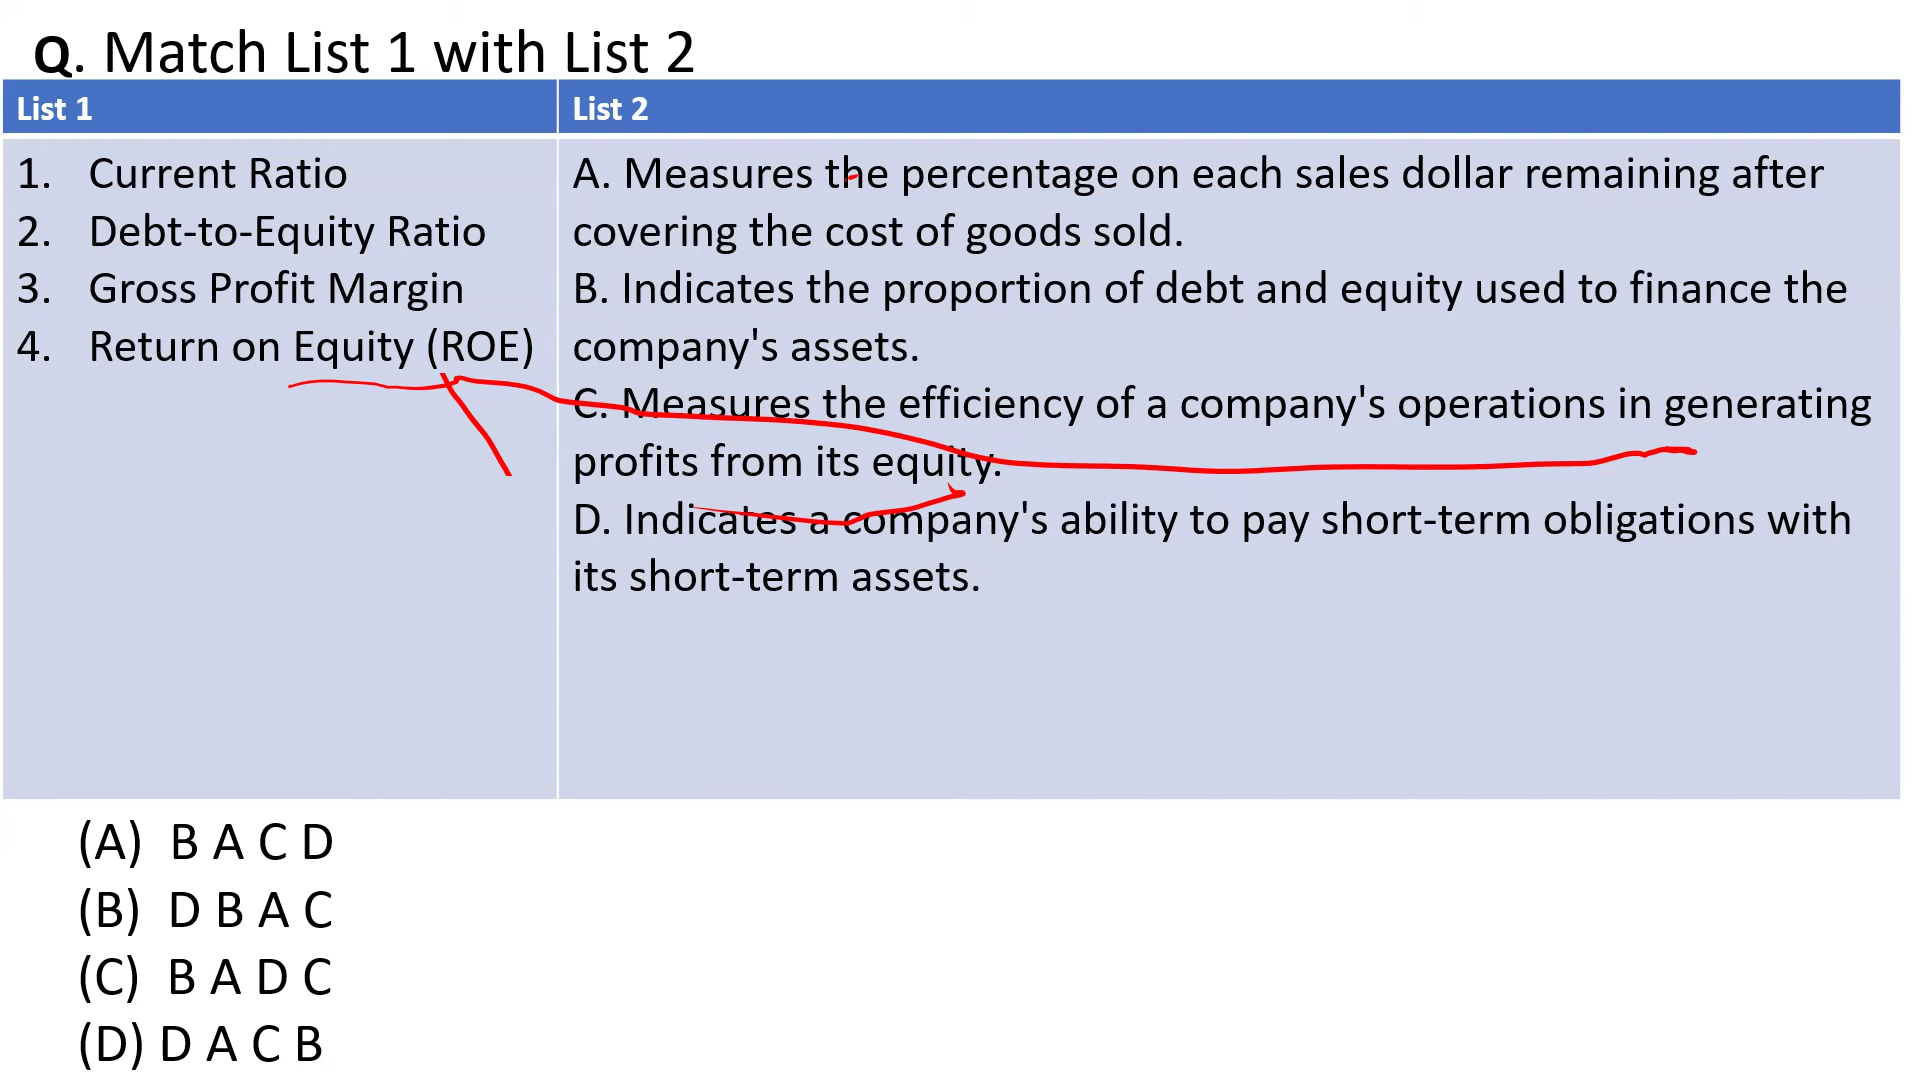 Q. Match List 1 with List 2
List 1
List 2
1. Current Ratio
2. Debt-to-Equity Ratio
3. Gross Profit Margin
4. Return on Equity (ROE)
A. Measures the percentage on each sales dollar remaining after
covering the cost of goods sold.
B. Indicates the proportion of debt and equity used to finance the
company's assets.
C. Measures the efficiency of a company's operations in generating
profits from its equity.
D. Indicates a company's ability to pay short-term obligations with
its short-term assets.
(A) B A C D
(B) D B A C
(C) B A D C
(D) D A C B